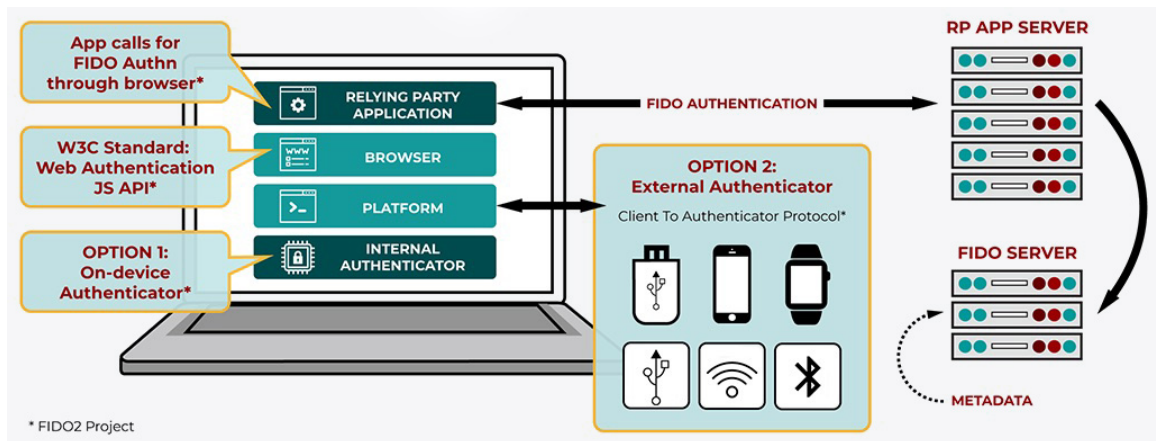 App calls for
FIDO Authn
through browser*
W3C Standard:
Web Authentication
JS API*
OPTION 1:
On-device
Authenticator*
RELYING PARTY
APPLICATION
WWW
BROWSER
PLATFORM
INTERNAL
AUTHENTICATOR
FIDO AUTHENTICATION
OPTION 2:
External Authenticator
Client To Authenticator Protocol*
RP APP SERVER
FIDO SERVER
METADATA
* FIDO2 Project